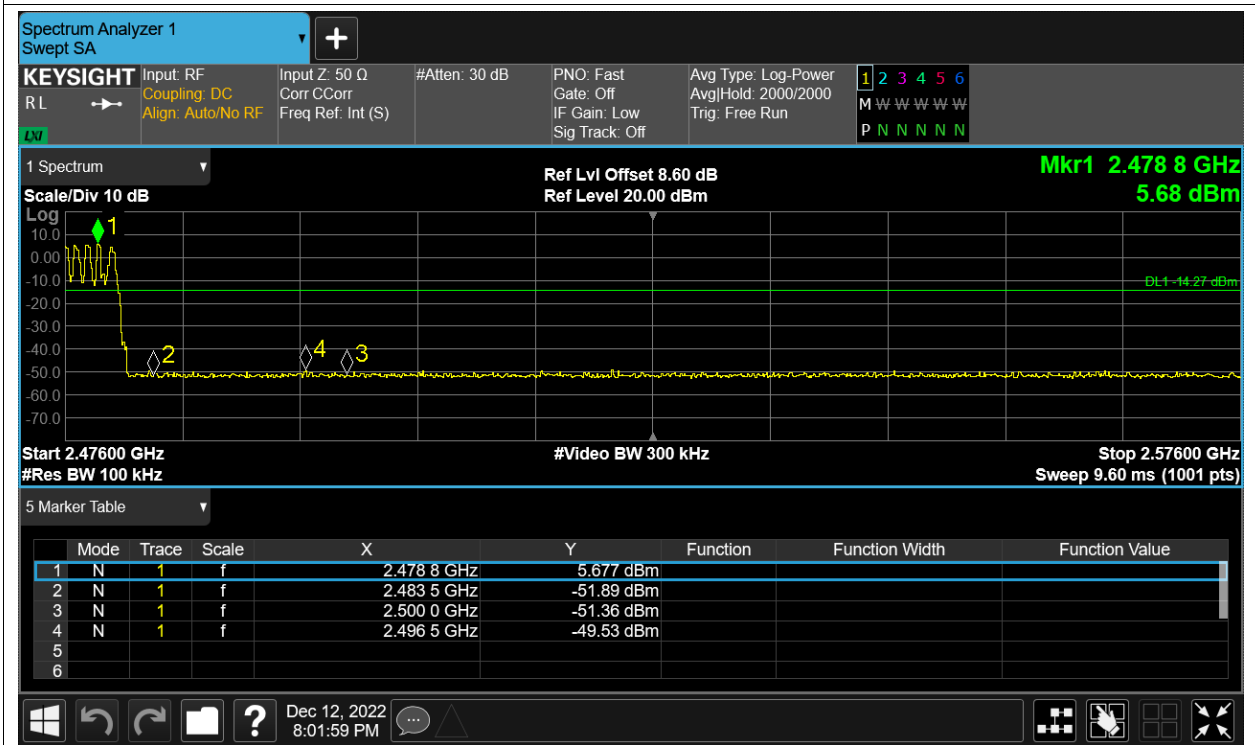 Spectrum Analyzer 1
Swept SA
KEYSIGHT Input: RF Input Z: 50 Ω #Atten: 30 dB PNO: Fast Avg Type: Log-Power 1 2 3 4 5 6
RL Coupling: DC Corr CCorr Gate: Off Avg|Hold: 2000/2000 M W W W W W
Align: Auto/No RF Freq Ref: Int (S) IF Gain: Low Trig: Free Run
LXI Sig Track: Off P N N N N N
1 Spectrum Ref Lvl Offset 8.60 dB Mkr1 2.478 8 GHz
Scale/Div 10 dB Ref Level 20.00 dBm 5.68 dBm
Log
1
10.0
0.00
-10.0
DL1 -14.27 dBm
-20.0
-30.0
-40.0
2 4 3
-50.0
-60.0
-70.0
Start 2.47600 GHz #Video BW 300 kHz Stop 2.57600 GHz
#Res BW 100 kHz Sweep 9.60 ms (1001 pts)
5 Marker Table
Mode Trace Scale X Y Function Function Width Function Value
1 N 1 f 2.478 8 GHz 5.677 dBm
2 N 1 f 2.483 5 GHz -51.89 dBm
3 N 1 f 2.500 0 GHz -51.36 dBm
4 N 1 f 2.496 5 GHz -49.53 dBm
5
6
? Dec 12, 2022
8:01:59 PM